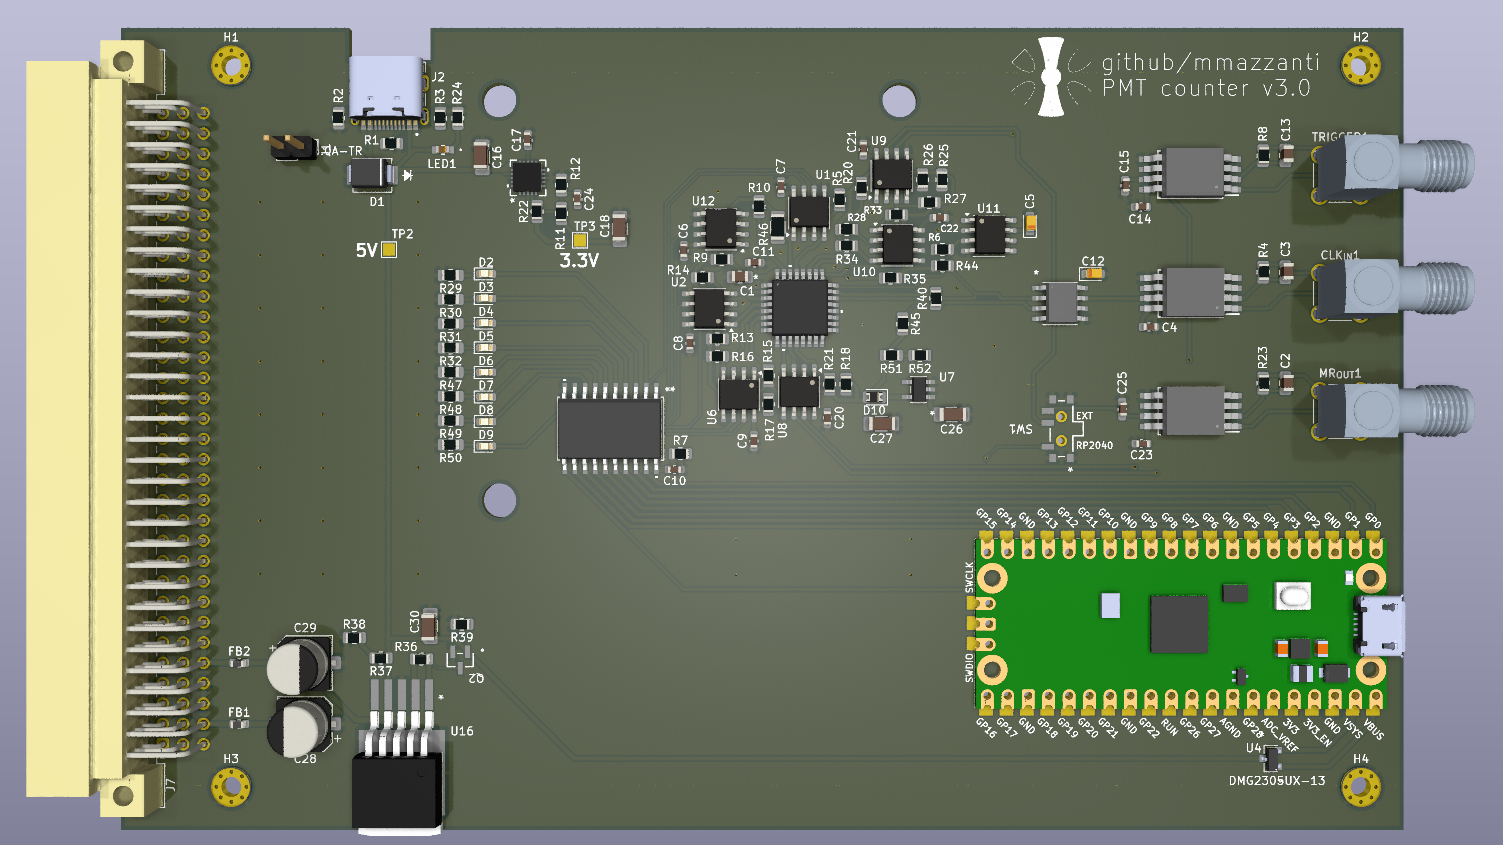 H1
H2
github/mmazzanti
PMT counter v3.0
J2
R2
R3
R24
R1
QA-TR
LED1
D1
C16
C17
R12
C24
R22
R11
TP3
3.3V
C18
TP2
5V
D2
R29
D3
R30
D4
R31
D5
R32
D6
R47
D7
R48
D8
R49
D9
R50
U12
R10
C7
U1
R5
R20
C21
U9
R26
R25
R27
R33
R28
C22
U11
C5
C6
R9
R46
C11
R34
U10
R6
R44
R14
U2
C1
R35
R40
R45
C12
C8
R13
R16
R15
R21
R18
R51
R52
U7
U6
C9
R17
U8
C20
D10
C27
C26
R7
C10
SW1
EXT
RP2040
C15
C14
R8
C13
TRIGGER1
R4
C3
CLKIN1
C4
C25
C23
R23
C2
MROUT1
GP15
GP14
GND
GP13
GP12
GP11
GP10
GND
GP9
GP8
GP7
GP6
GND
GP5
GP4
GP3
GP2
GND
GP1
GP0
SWCLK
SWDIO
GP16
GP17
GND
GP18
GP19
GP20
GP21
GND
GP22
RUN
GP26
GP27
AGND
GP28
ADC_VREF
3V3
3V3_EN
GND
VSYS
VBUS
U4
DMG2305UX-13
H4
FB2
C29
R38
R37
R36
C30
R39
Q2
FB1
C28
U16
H3
J7